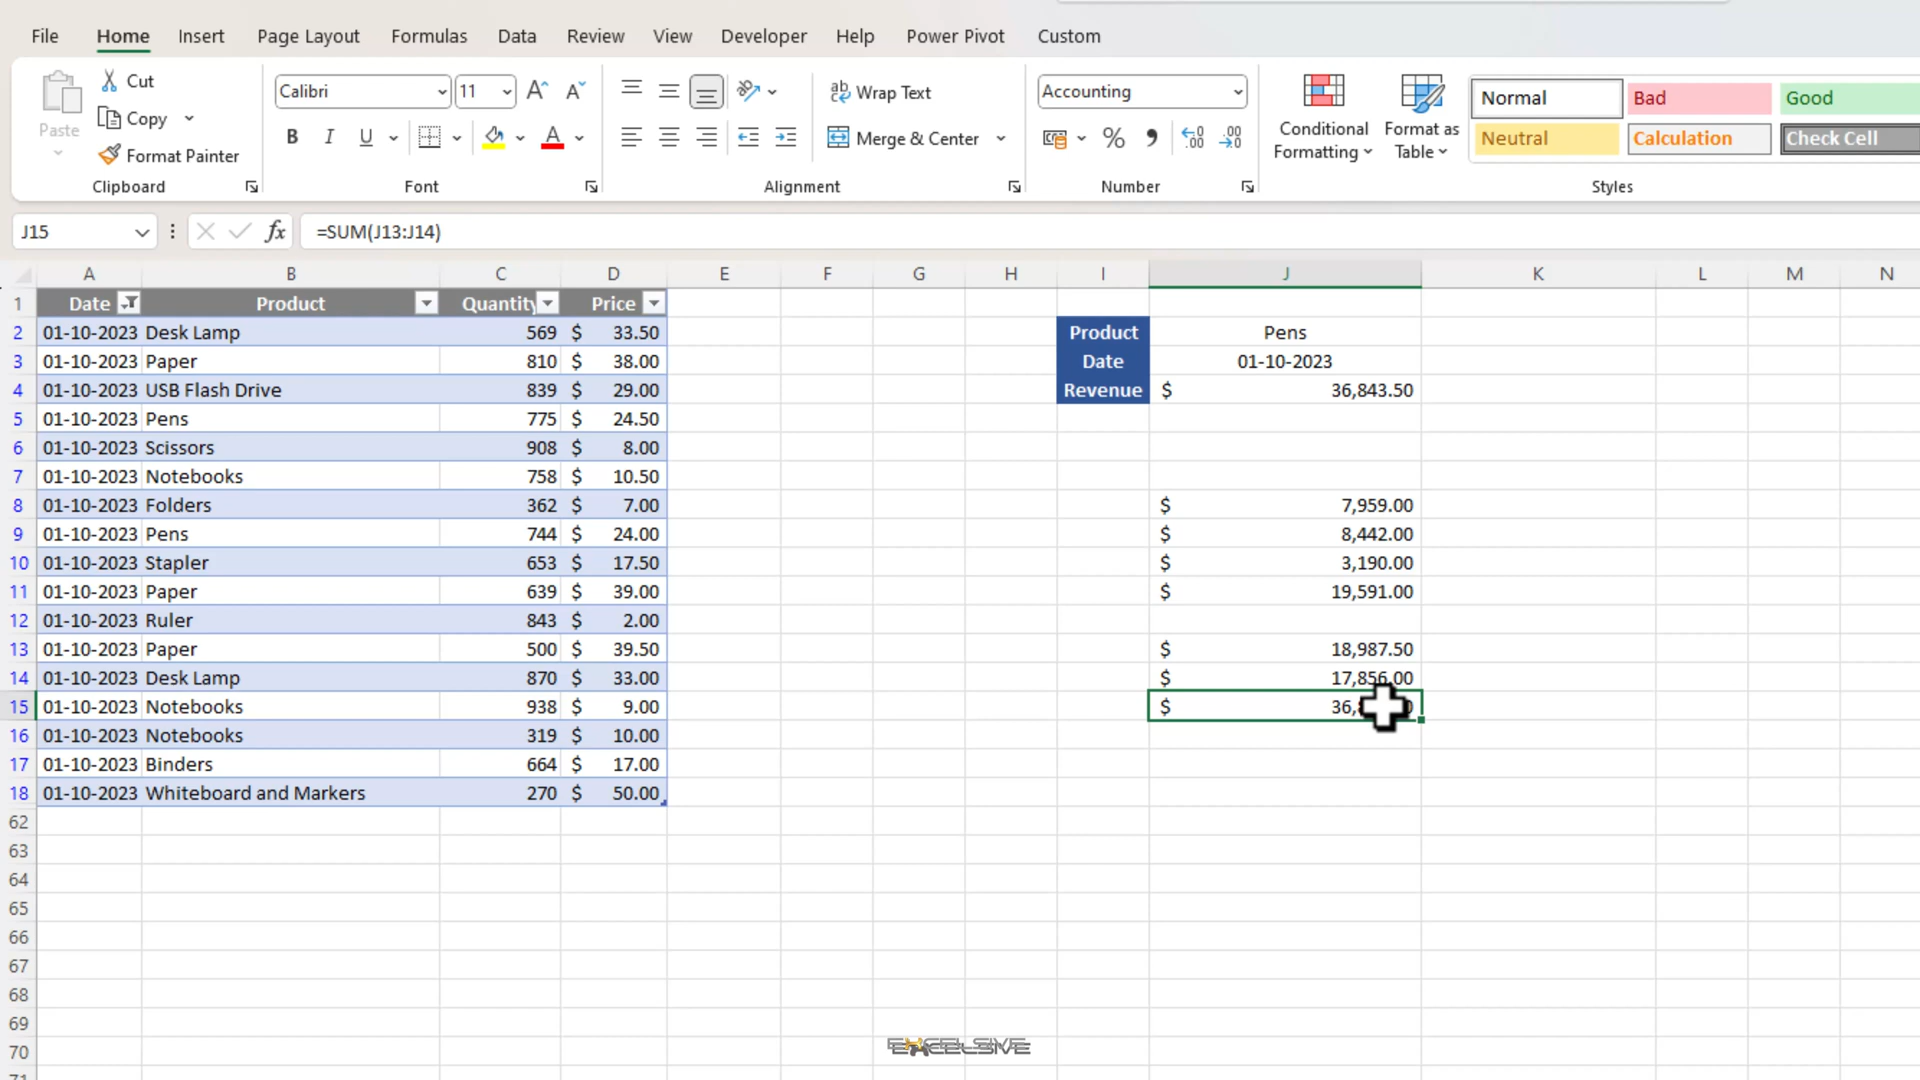 File Home Insert Page Layout Formulas Data Review View Developer Help Power Pivot Custom
Paste Cut Copy Format Painter Clipboard
Calibri 11 B I U A Font
Wrap Text Merge & Center Alignment
Accounting % Number
Conditional Formatting Format as Table
Normal Bad Good
Neutral Calculation Check Cell
Styles
J15 fx =SUM(J13:J14)
A B C D E F G H I J K L M N
1 Date Product Quantity Price
2 01-10-2023 Desk Lamp 569 $ 33.50 Product Pens
3 01-10-2023 Paper 810 $ 38.00 Date 01-10-2023
4 01-10-2023 USB Flash Drive 839 $ 29.00 Revenue $ 36,843.50
5 01-10-2023 Pens 775 $ 24.50
6 01-10-2023 Scissors 908 $ 8.00
7 01-10-2023 Notebooks 758 $ 10.50
8 01-10-2023 Folders 362 $ 7.00 $ 7,959.00
9 01-10-2023 Pens 744 $ 24.00 $ 8,442.00
10 01-10-2023 Stapler 653 $ 17.50 $ 3,190.00
11 01-10-2023 Paper 639 $ 39.00 $ 19,591.00
12 01-10-2023 Ruler 843 $ 2.00
13 01-10-2023 Paper 500 $ 39.50 $ 18,987.50
14 01-10-2023 Desk Lamp 870 $ 33.00 $ 17,856.00
15 01-10-2023 Notebooks 938 $ 9.00 $
16 01-10-2023 Notebooks 319 $ 10.00
17 01-10-2023 Binders 664 $ 17.00
18 01-10-2023 Whiteboard and Markers 270 $ 50.00
62
63
64
65
66
67
68
69
70
EXCELSIVE